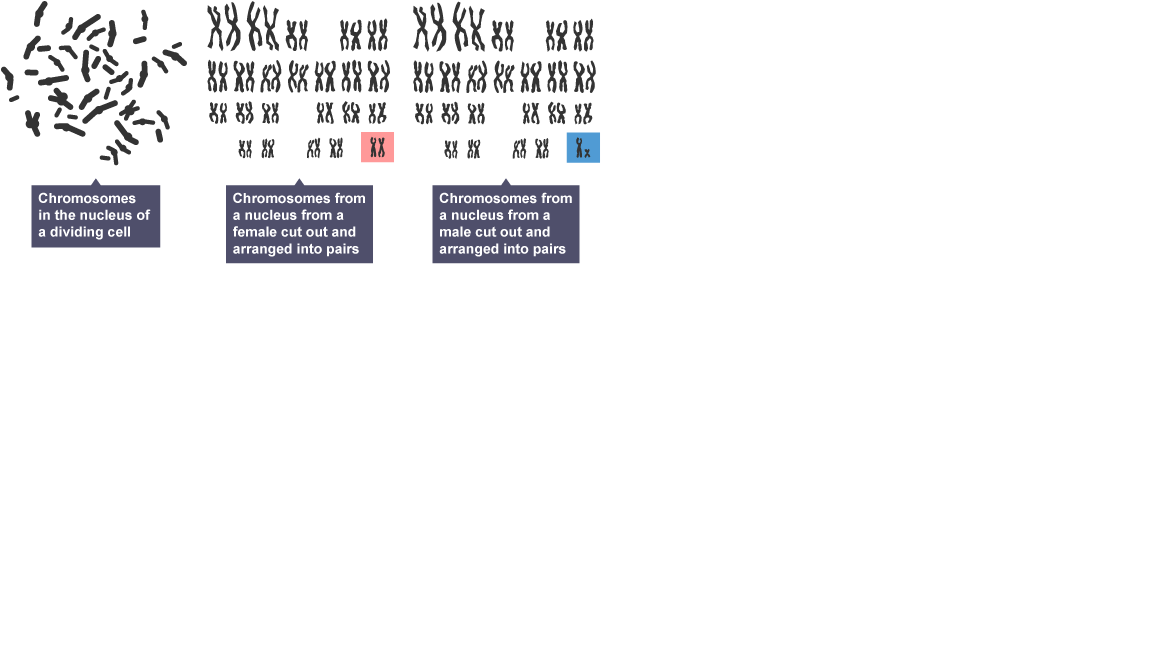 Chromosomes
in the nucleus of
a dividing cell
Chromosomes from
a nucleus from a
female cut out and
arranged into pairs
Chromosomes from
a nucleus from a
male cut out and
arranged into pairs